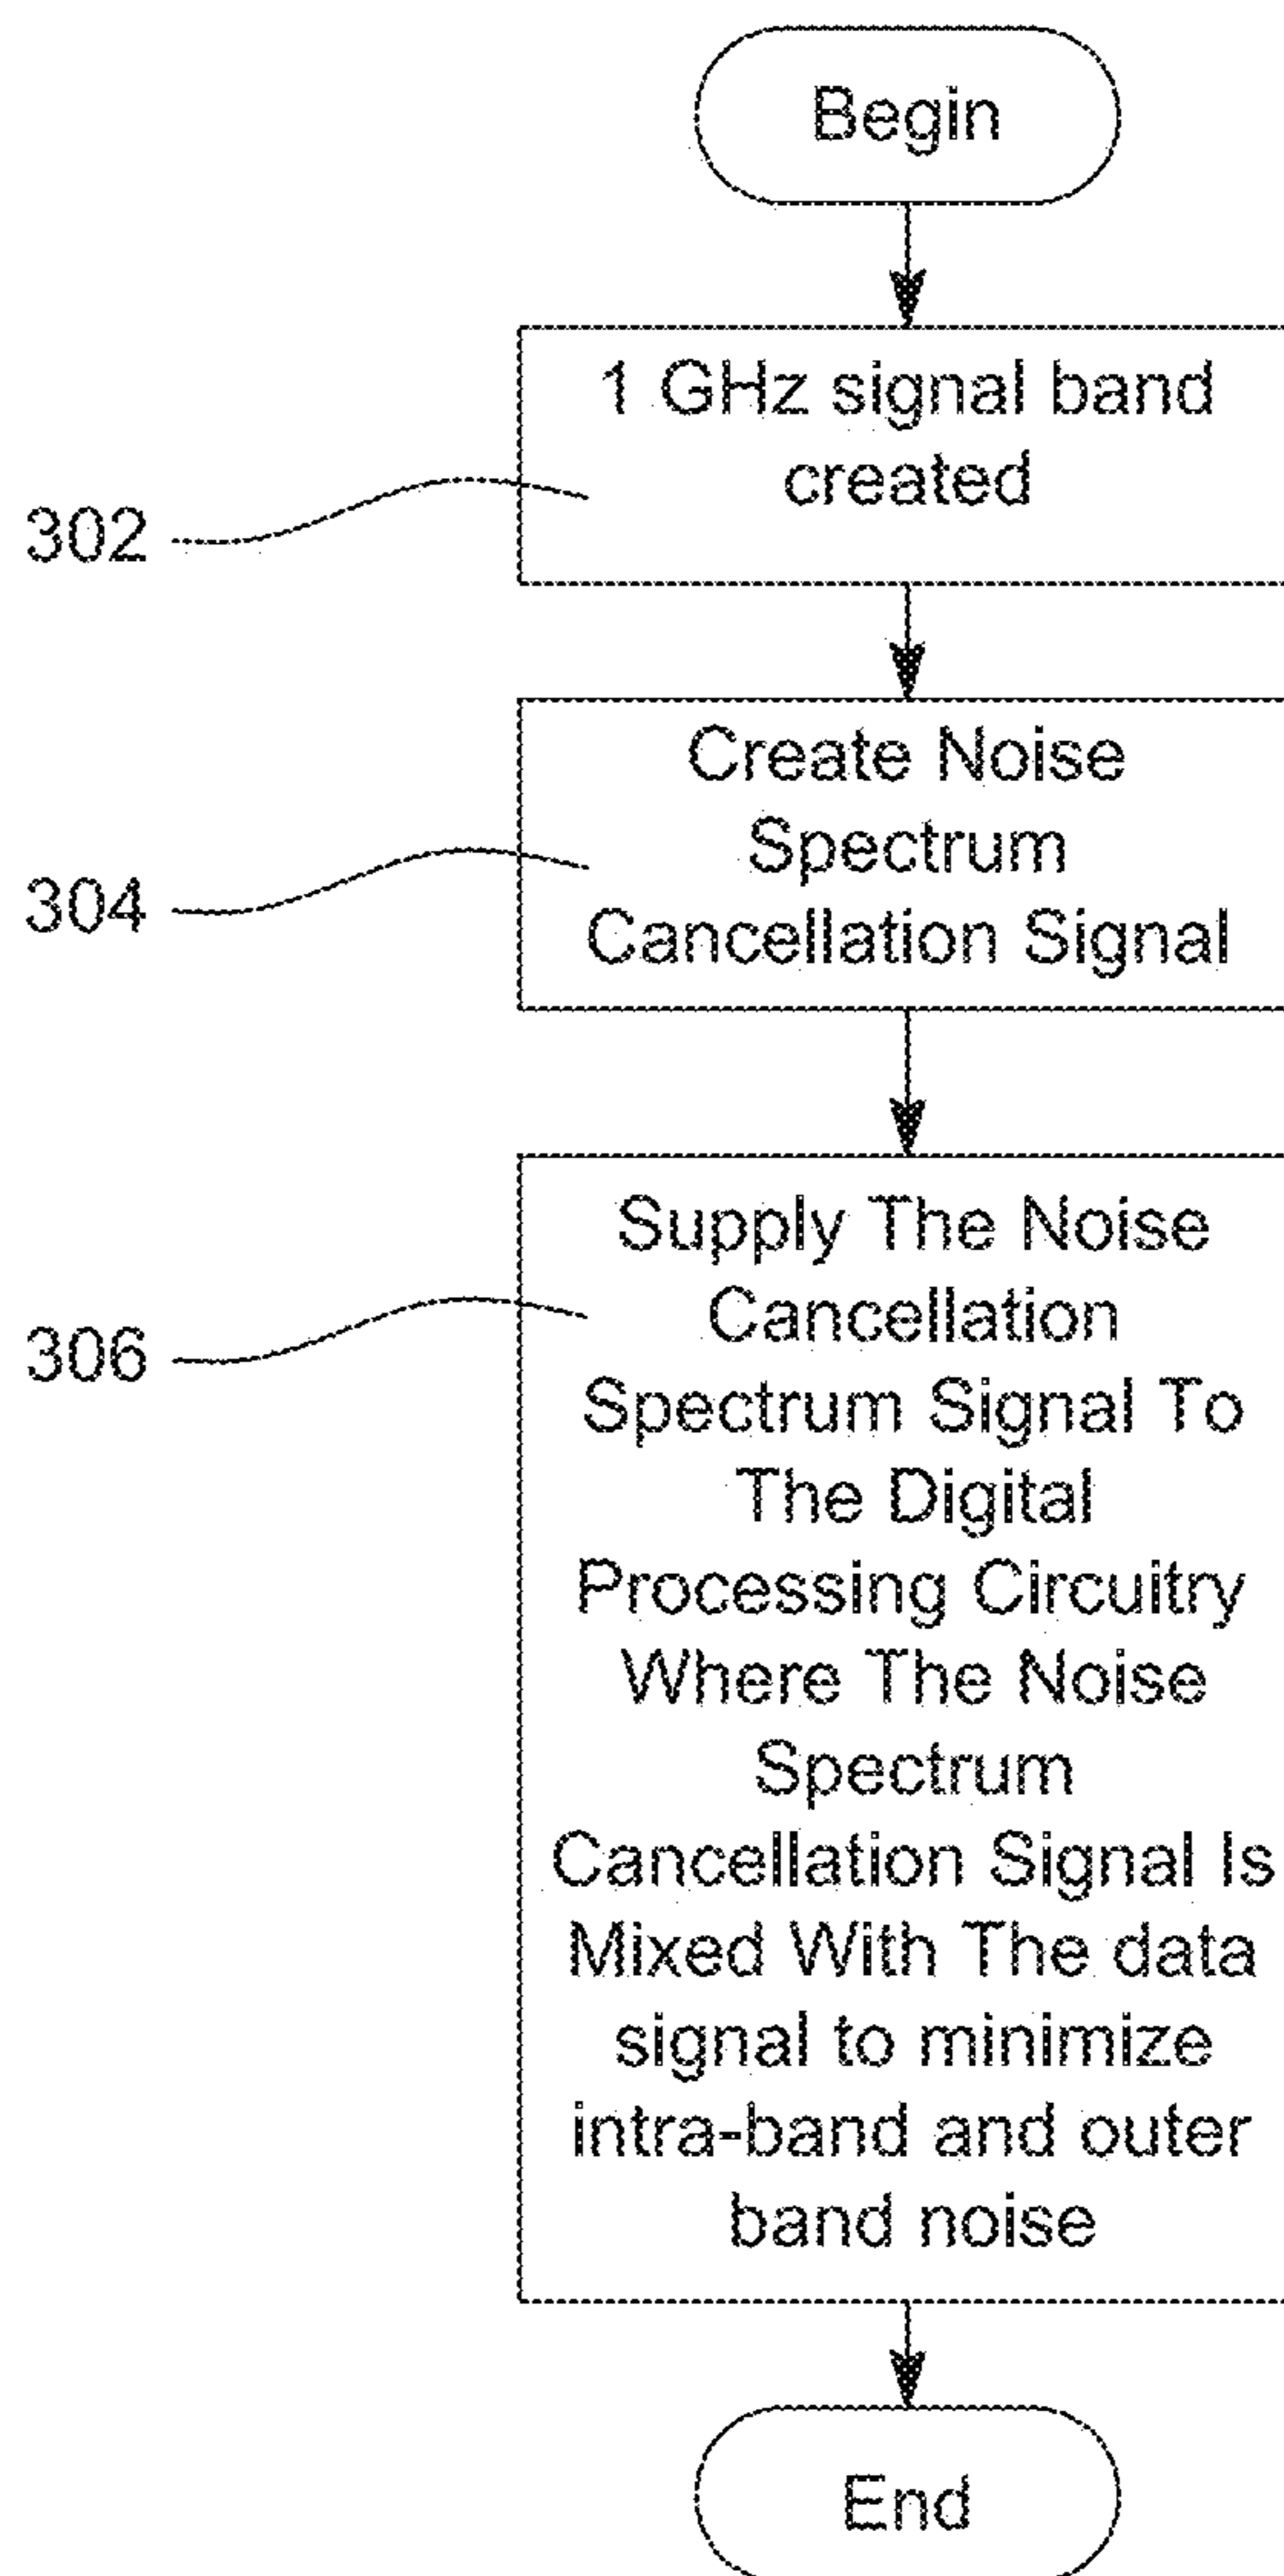 Begin
1 GHz signal band
created
302
Create Noise
Spectrum
Cancellation Signal
304
Supply The Noise
Cancellation
Spectrum Signal To
The Digital
Processing Circuitry
Where The Noise
Spectrum
Cancellation Signal Is
Mixed With The data
signal to minimize
intra-band and outer
band noise
306
End